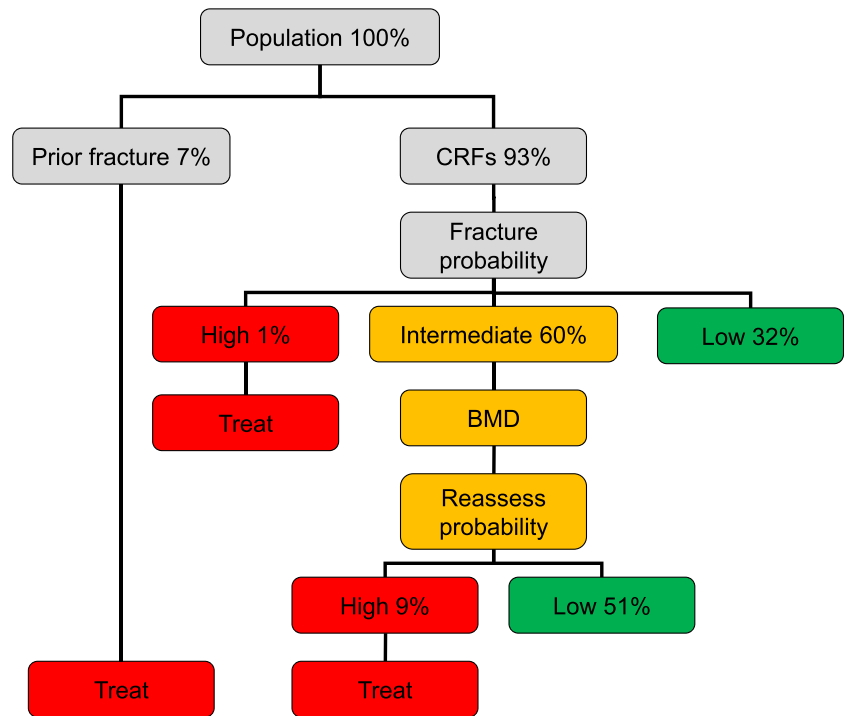 Population 100%
Prior fracture 7%
CRFs 93%
Fracture
probability
High 1%
Intermediate 60%
Low 32%
Treat
BMD
Reassess
probability
High 9%
Low 51%
Treat
Treat